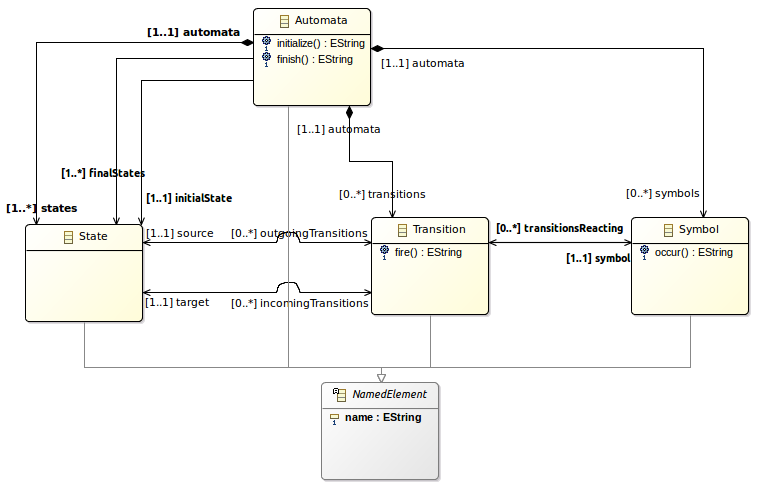 Automata
initialize() : EString
finish() : EString
[1..1] automata
[1..1] automata
[1..1] automata
[1..*] finalStates
[1..1] initialState
[1..*] states
[0..*] transitions
[0..*] symbols
State
[1..1] source
[0..*] outgoingTransitions
Transition
fire() : EString
[0..*] transitionsReacting
[1..1] symbol
Symbol
occur() : EString
[1..1] target
[0..*] incomingTransitions
NamedElement
name : EString